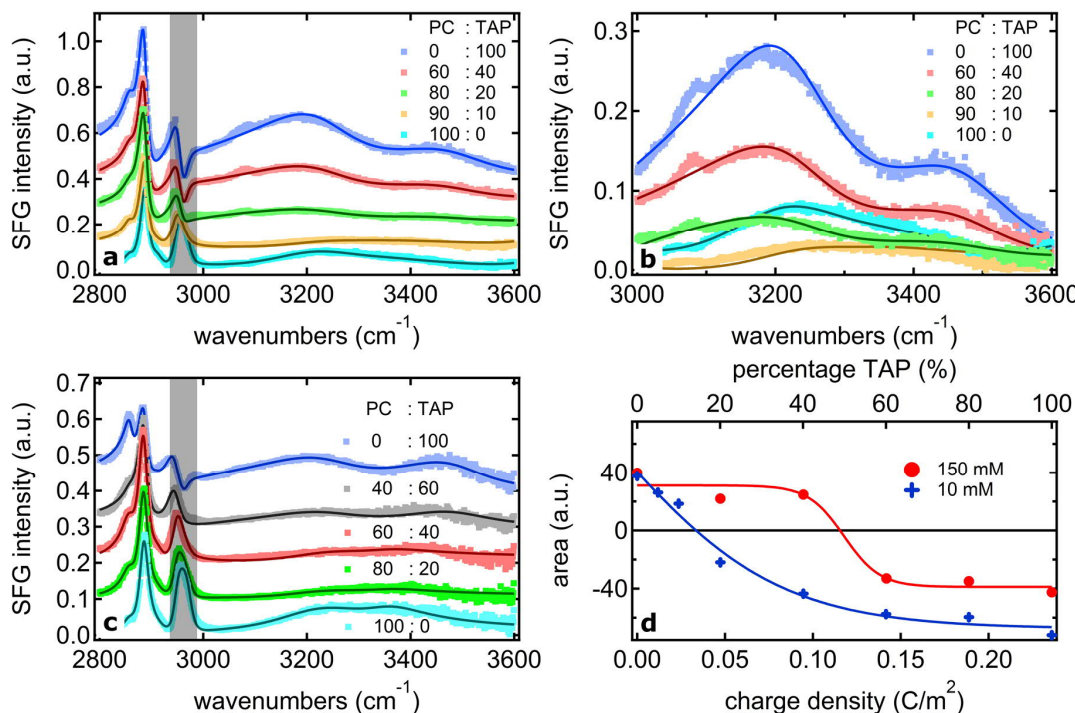 SFG intensity (a.u.)
1.0
0.8
0.6
0.4
0.2
0.0
PC : TAP
0 : 100
60 : 40
80 : 20
90 : 10
100 : 0
a
2800 3000 3200 3400 3600
wavenumbers (cm⁻¹)
SFG intensity (a.u.)
0.3
0.2
0.1
0.0
PC : TAP
0 : 100
60 : 40
80 : 20
90 : 10
100 : 0
b
3000 3200 3400 3600
wavenumbers (cm⁻¹)
SFG intensity (a.u.)
0.7
0.6
0.5
0.4
0.3
0.2
0.1
0.0
PC : TAP
0 : 100
40 : 60
60 : 40
80 : 20
100 : 0
c
2800 3000 3200 3400 3600
wavenumbers (cm⁻¹)
percentage TAP (%)
0 20 40 60 80 100
area (a.u.)
40
0
-40
150 mM
10 mM
d
0.00 0.05 0.10 0.15 0.20
charge density (C/m²)